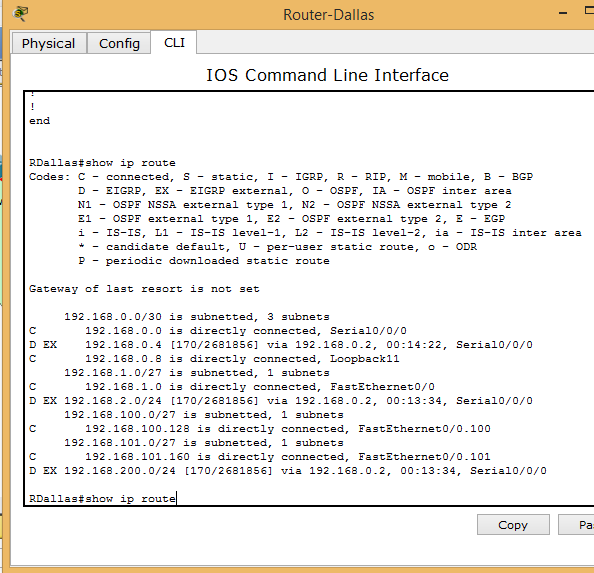 Router-Dallas
Physical Config CLI
IOS Command Line Interface
!
!
end
RDallas#show ip route
Codes: C - connected, S - static, I - IGRP, R - RIP, M - mobile, B - BGP
D - EIGRP, EX - EIGRP external, O - OSPF, IA - OSPF inter area
N1 - OSPF NSSA external type 1, N2 - OSPF NSSA external type 2
E1 - OSPF external type 1, E2 - OSPF external type 2, E - EGP
i - IS-IS, L1 - IS-IS level-1, L2 - IS-IS level-2, ia - IS-IS inter area
* - candidate default, U - per-user static route, o - ODR
P - periodic downloaded static route
Gateway of last resort is not set
192.168.0.0/30 is subnetted, 3 subnets
C 192.168.0.0 is directly connected, Serial0/0/0
D EX 192.168.0.4 [170/2681856] via 192.168.0.2, 00:14:22, Serial0/0/0
C 192.168.0.8 is directly connected, Loopback11
192.168.1.0/27 is subnetted, 1 subnets
C 192.168.1.0 is directly connected, FastEthernet0/0
D EX 192.168.2.0/24 [170/2681856] via 192.168.0.2, 00:13:34, Serial0/0/0
192.168.100.0/27 is subnetted, 1 subnets
C 192.168.100.128 is directly connected, FastEthernet0/0.100
192.168.101.0/27 is subnetted, 1 subnets
C 192.168.101.160 is directly connected, FastEthernet0/0.101
D EX 192.168.200.0/24 [170/2681856] via 192.168.0.2, 00:13:34, Serial0/0/0
RDallas#show ip route
Copy Pa